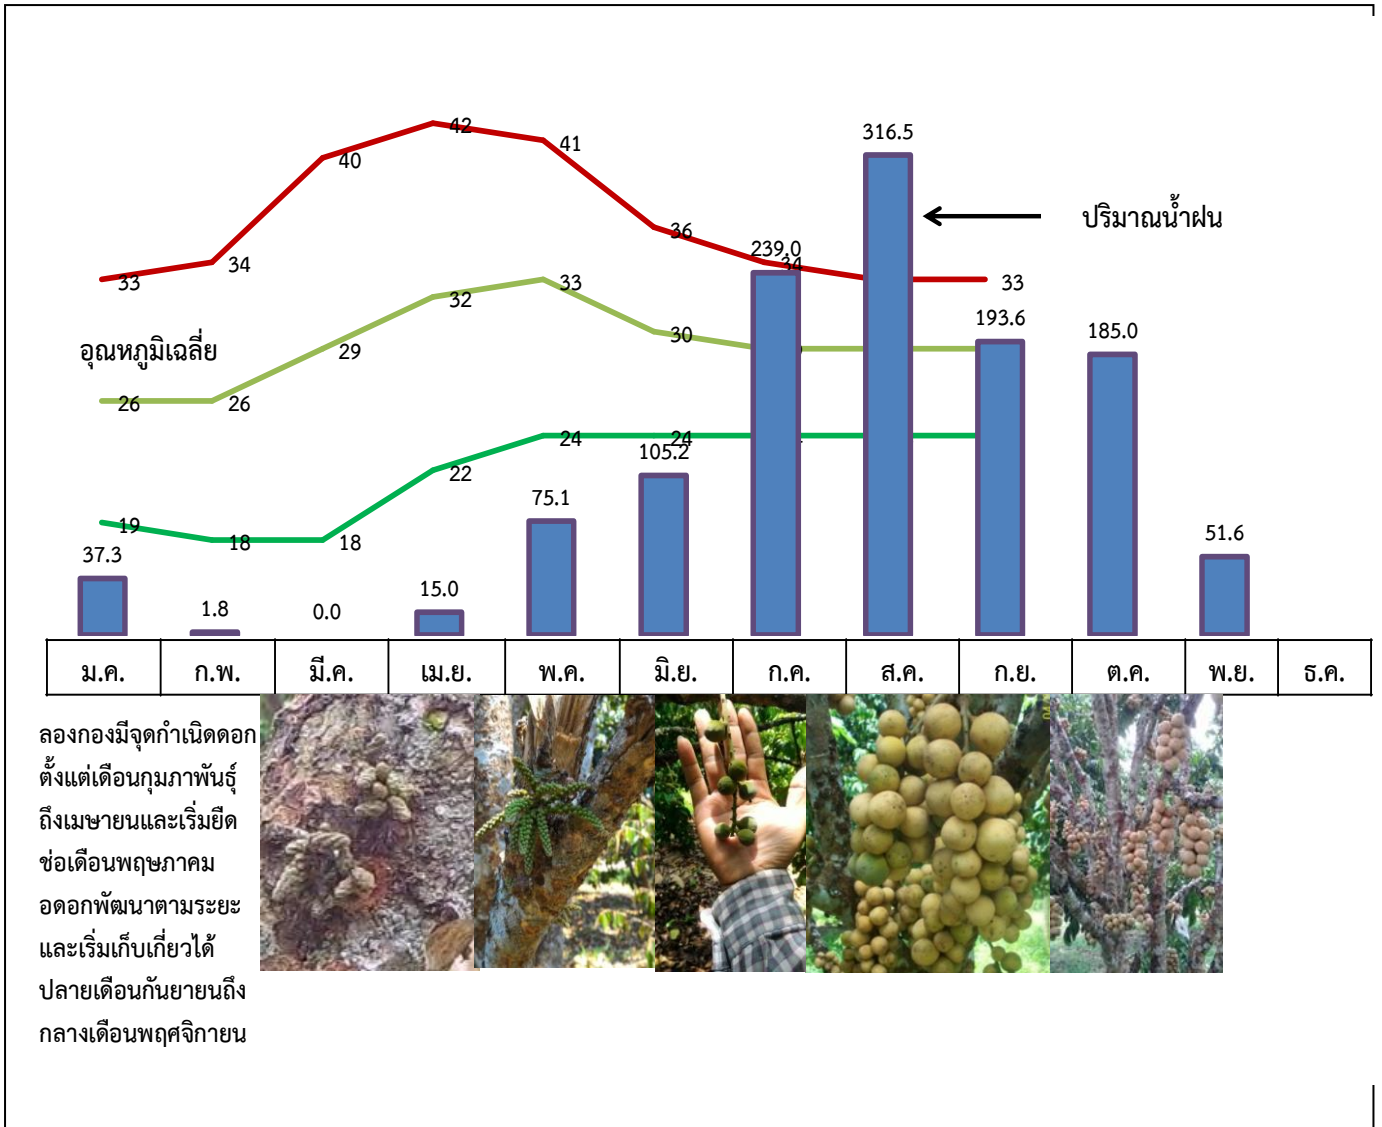 42
41
40
316.5
ปริมาณน้ำฝน
36
239.0
34
34
33
33
33
32
193.6
185.0
30
อุณหภูมิเฉลี่ย
29
26
26
24
24
105.2
22
75.1
19
18
18
37.3
51.6
1.8
0.0
15.0
ม.ค. ก.พ. มี.ค. เม.ย. พ.ค. มิ.ย. ก.ค. ส.ค. ก.ย. ต.ค. พ.ย. ธ.ค.
ลองกองมีจุดกำเนิดดอก
ตั้งแต่เดือนกุมภาพันธุ์
ถึงเมษายนและเริ่มยืด
ช่อเดือนพฤษภาคม
อดอกพัฒนาตามระยะ
และเริ่มเก็บเกี่ยวได้
ปลายเดือนกันยายนถึง
กลางเดือนพฤศจิกายน